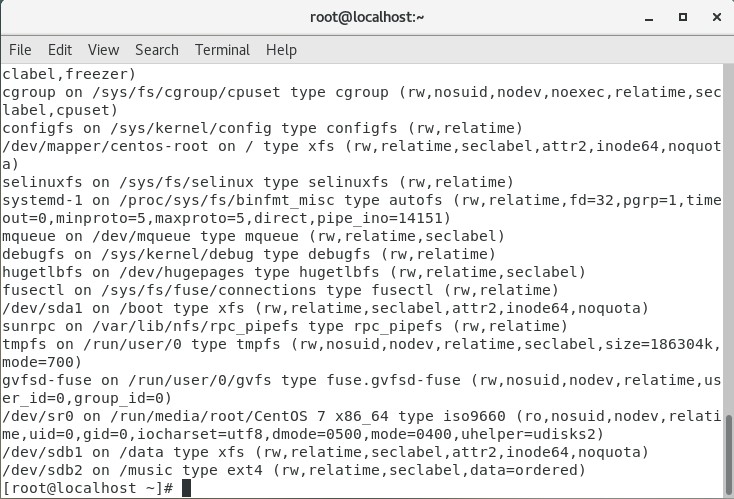 root@localhost:~
File Edit View Search Terminal Help
clabel,freezer)
cgroup on /sys/fs/cgroup/cpuset type cgroup (rw,nosuid,nodev,noexec,relatime,sec
label,cpuset)
configfs on /sys/kernel/config type configfs (rw,relatime)
/dev/mapper/centos-root on / type xfs (rw,relatime,seclabel,attr2,inode64,noquot
a)
selinuxfs on /sys/fs/selinux type selinuxfs (rw,relatime)
systemd-1 on /proc/sys/fs/binfmt_misc type autofs (rw,relatime,fd=32,pgrp=1,time
out=0,minproto=5,maxproto=5,direct,pipe_ino=14151)
mqueue on /dev/mqueue type mqueue (rw,relatime,seclabel)
debugfs on /sys/kernel/debug type debugfs (rw,relatime)
hugetlbfs on /dev/hugepages type hugetlbfs (rw,relatime,seclabel)
fusectl on /sys/fs/fuse/connections type fusectl (rw,relatime)
/dev/sda1 on /boot type xfs (rw,relatime,seclabel,attr2,inode64,noquota)
sunrpc on /var/lib/nfs/rpc_pipefs type rpc_pipefs (rw,relatime)
tmpfs on /run/user/0 type tmpfs (rw,nosuid,nodev,relatime,seclabel,size=186304k,
mode=700)
gvfsd-fuse on /run/user/0/gvfs type fuse.gvfsd-fuse (rw,nosuid,nodev,relatime,us
er_id=0,group_id=0)
/dev/sr0 on /run/media/root/CentOS 7 x86_64 type iso9660 (ro,nosuid,nodev,relati
me,uid=0,gid=0,iocharset=utf8,dmode=0500,mode=0400,uhelper=udisks2)
/dev/sdb1 on /data type xfs (rw,relatime,seclabel,attr2,inode64,noquota)
/dev/sdb2 on /music type ext4 (rw,relatime,seclabel,data=ordered)
[root@localhost ~]#